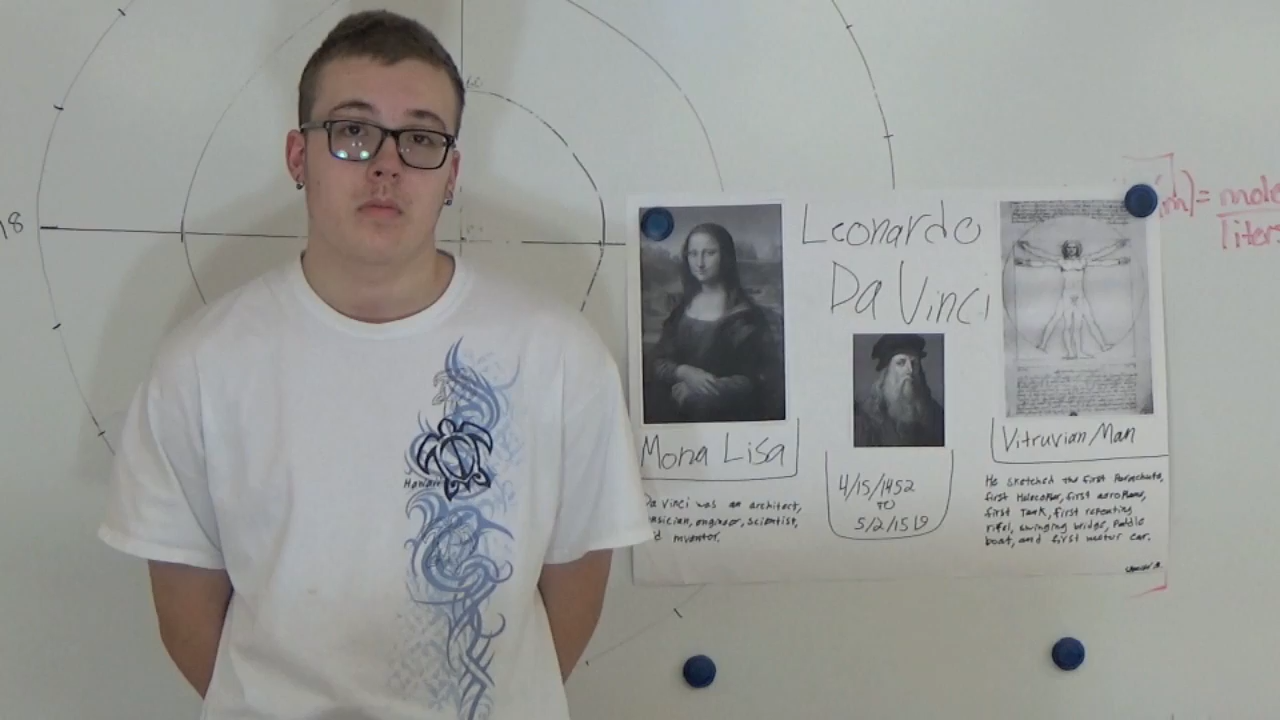 18
(m)= mole
liters
Leonardo
Da Vinci
Mona Lisa
Da Vinci was an architect,
musician, engineer, scientist,
inventor.
4/15/1452
TO
5/2/1519
Vitruvian Man
He sketched the first Parachute,
first Helecopter, first aeroplane,
first Tank, first repeating
rifel, swinging bridge, Paddle
boat, and first motor car.
Hawaii